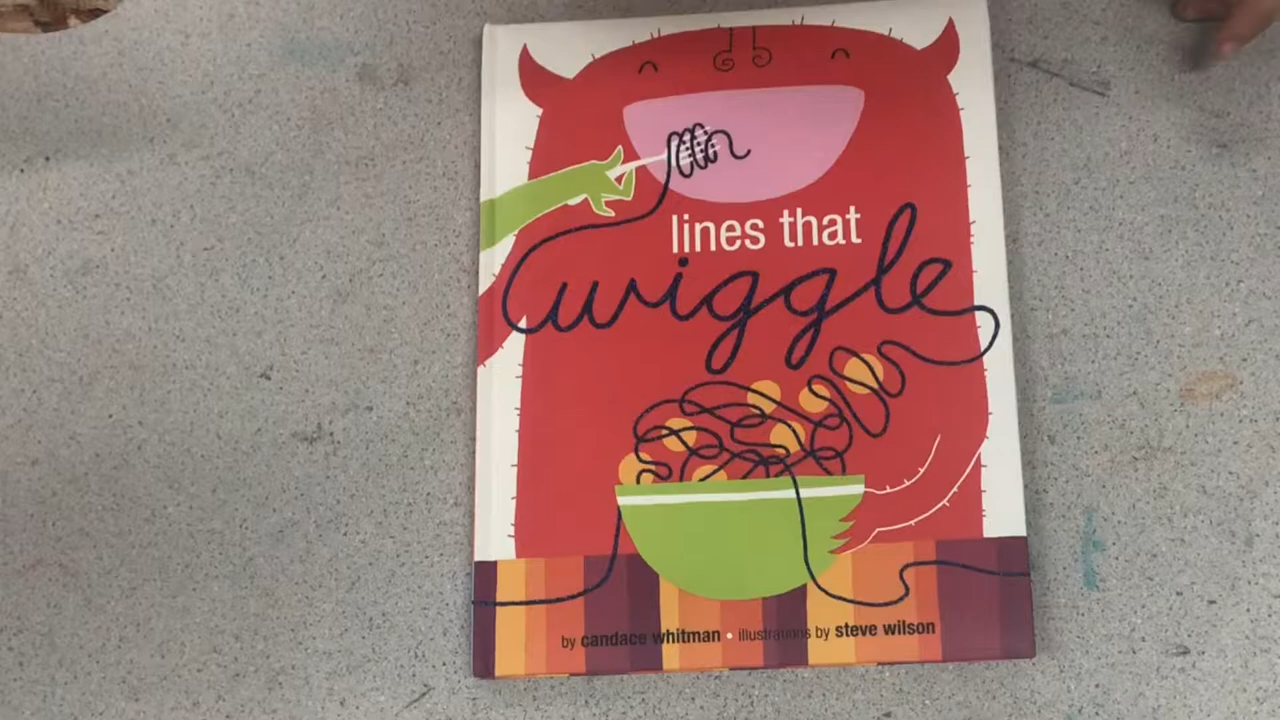 lines that
wiggle
by candace whitman • illustrations by steve wilson